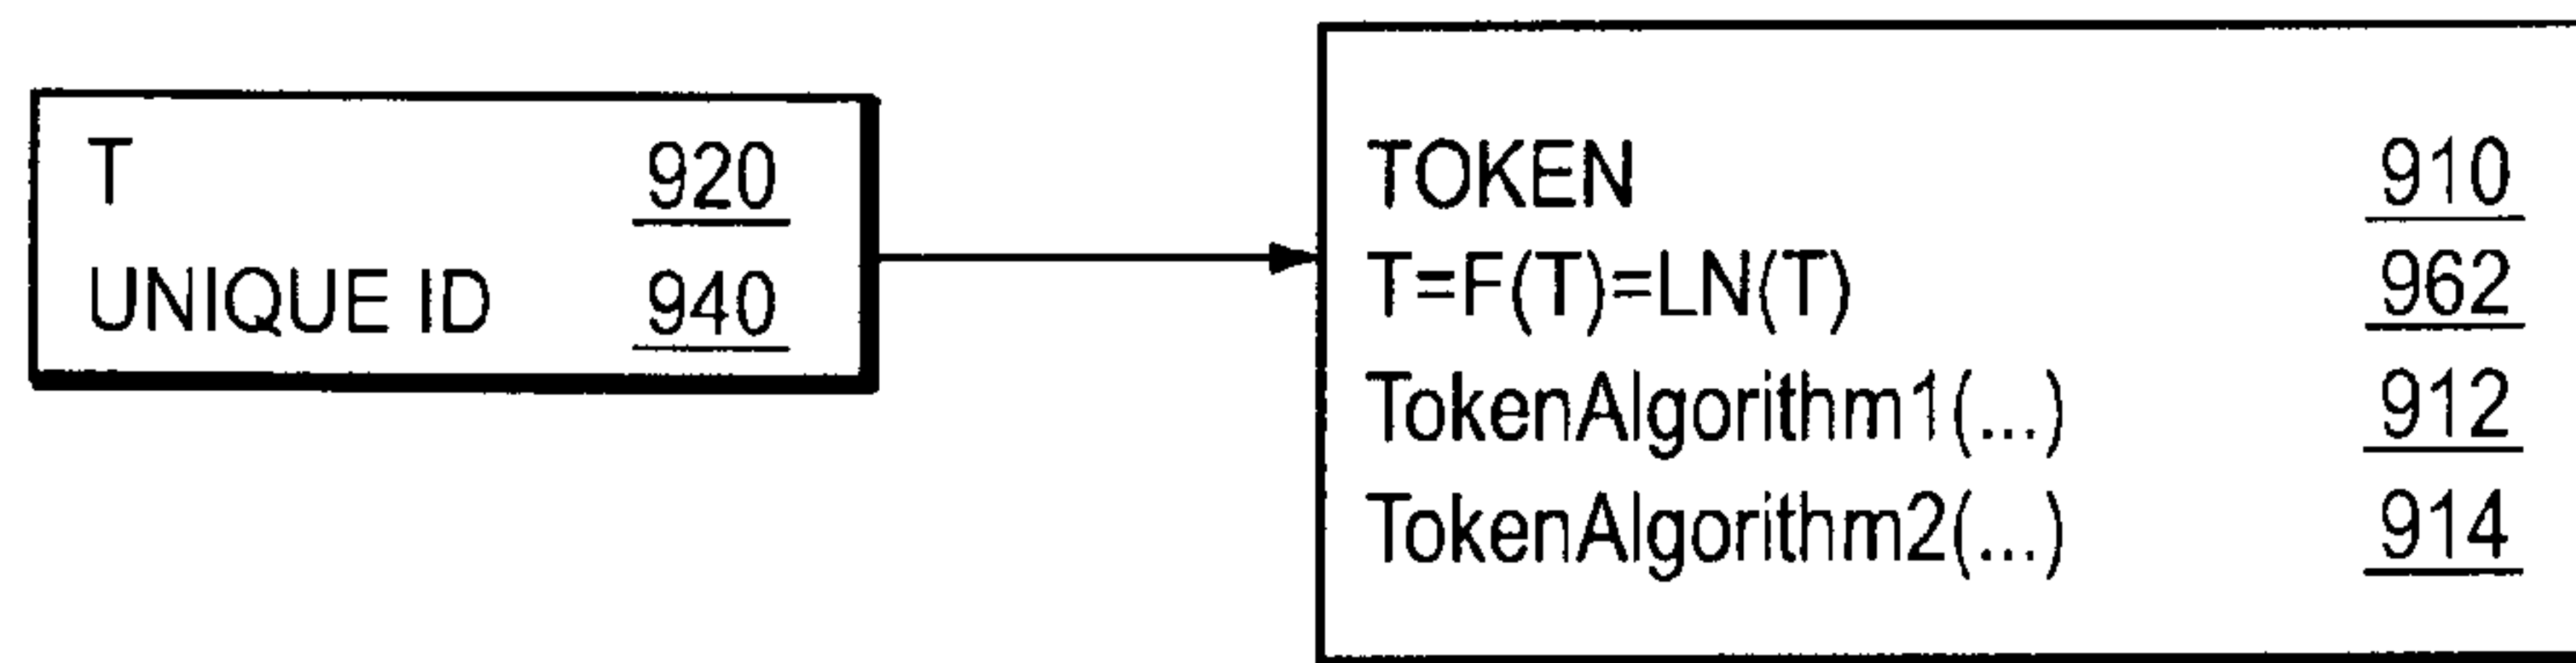 T 920
UNIQUE ID 940
TOKEN 910
T=F(T)=LN(T) 962
TokenAlgorithm1(...) 912
TokenAlgorithm2(...) 914